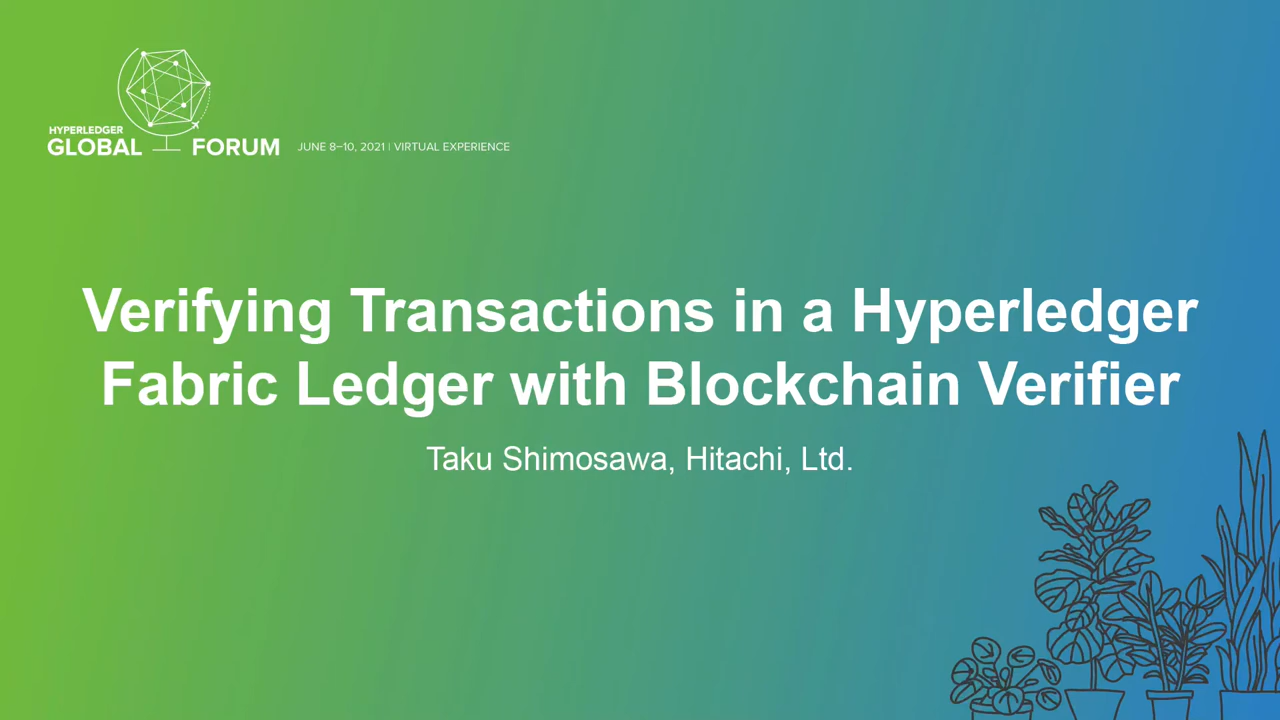 HYPERLEDGER
GLOBAL FORUM
JUNE 8–10, 2021 | VIRTUAL EXPERIENCE
Verifying Transactions in a Hyperledger
Fabric Ledger with Blockchain Verifier
Taku Shimosawa, Hitachi, Ltd.